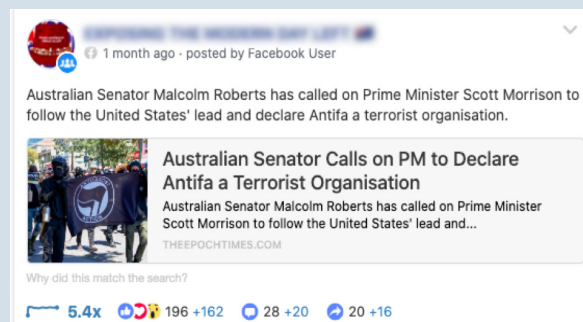 1 month ago · posted by Facebook User
Australian Senator Malcolm Roberts has called on Prime Minister Scott Morrison to
follow the United States' lead and declare Antifa a terrorist organisation.
Australian Senator Calls on PM to Declare
Antifa a Terrorist Organisation
Australian Senator Malcolm Roberts has called on Prime Minister
Scott Morrison to follow the United States' lead and...
THEEPOCHTIMES.COM
Why did this match the search?
5.4x 196 +162 28 +20 20 +16